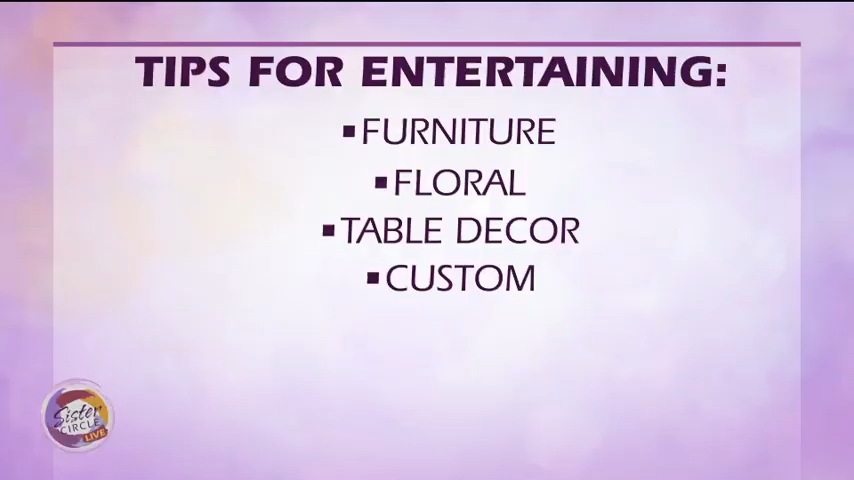 TIPS FOR ENTERTAINING:
▪FURNITURE
▪FLORAL
▪TABLE DECOR
▪CUSTOM
Sister
CIRCLE
LIVE